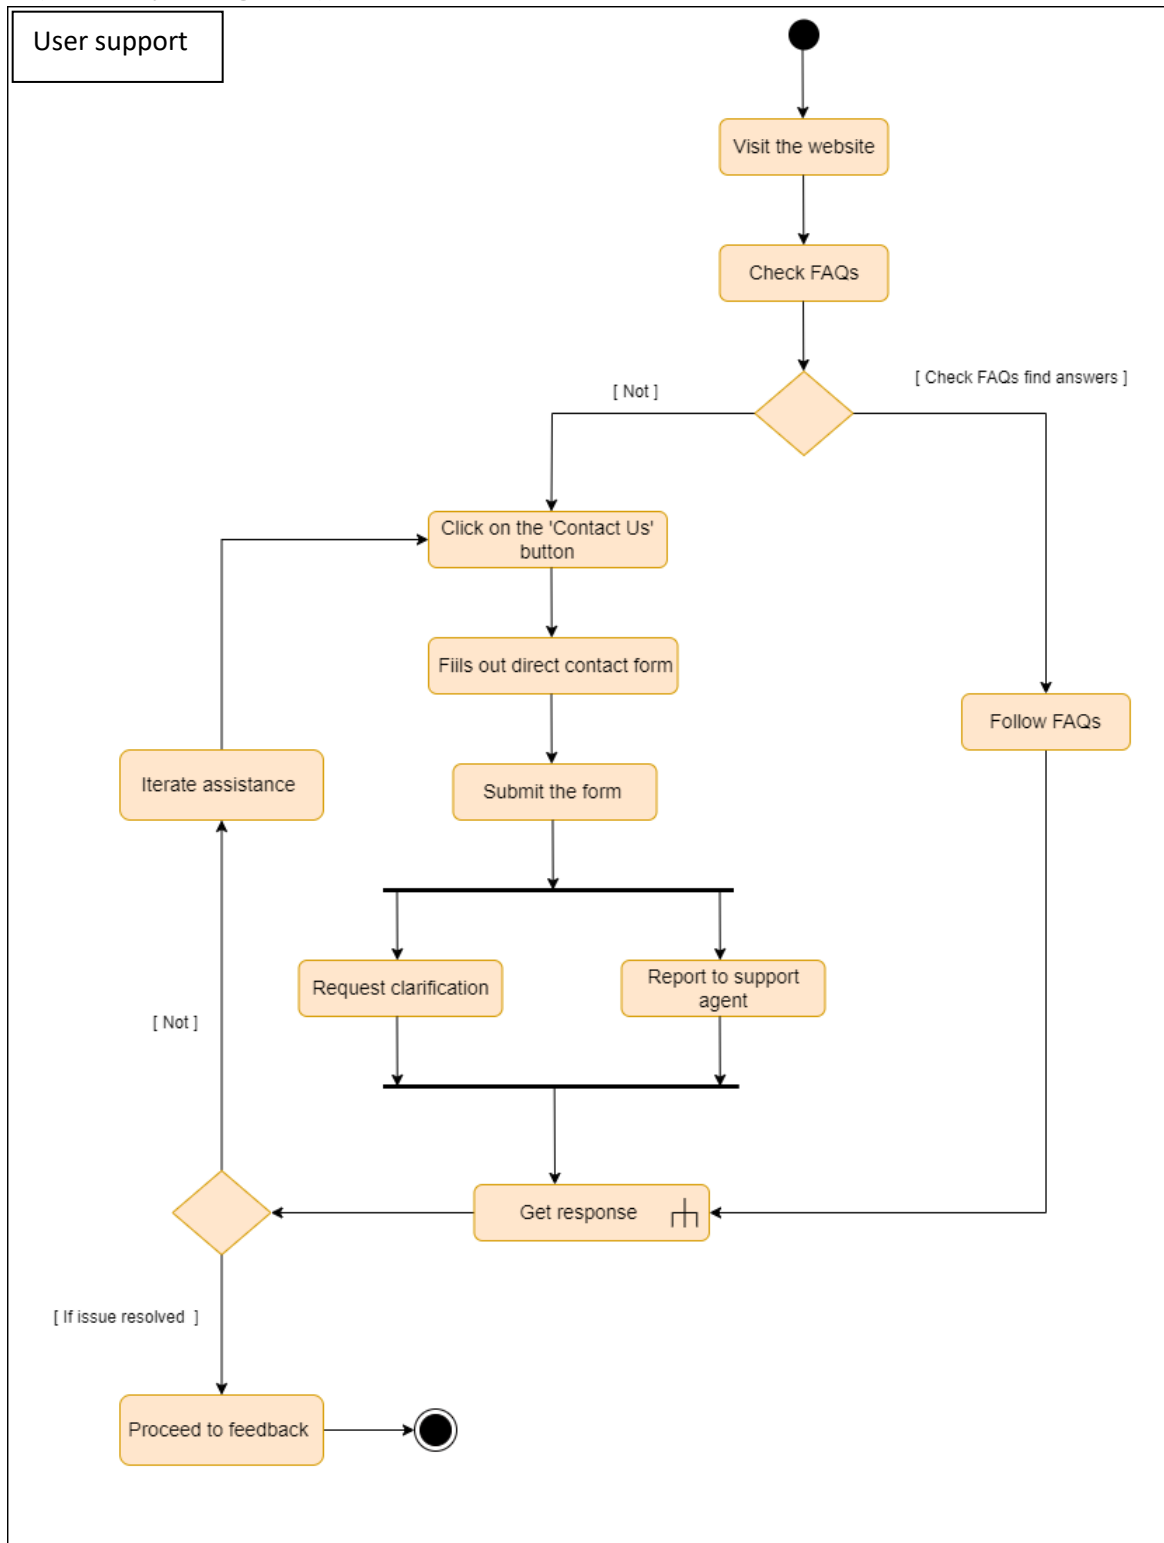 User support
Visit the website
Check FAQs
[ Check FAQs find answers ]
[ Not ]
Click on the 'Contact Us'
button
Fiils out direct contact form
Follow FAQs
Iterate assistance
Submit the form
Request clarification
Report to support
agent
[ Not ]
Get response
[ If issue resolved  ]
Proceed to feedback